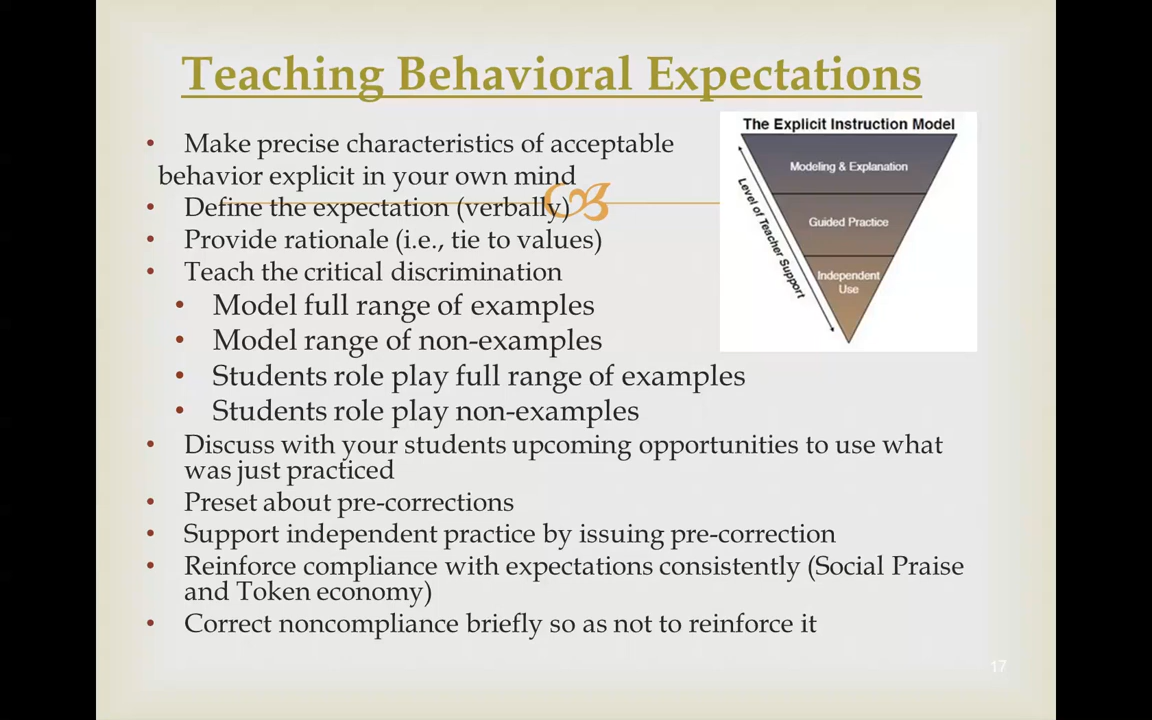 Teaching Behavioral Expectations
• Make precise characteristics of acceptable
behavior explicit in your own mind
• Define the expectation (verbally)
• Provide rationale (i.e., tie to values)
• Teach the critical discrimination
• Model full range of examples
• Model range of non-examples
• Students role play full range of examples
• Students role play non-examples
• Discuss with your students upcoming opportunities to use what
was just practiced
• Preset about pre-corrections
• Support independent practice by issuing pre-correction
• Reinforce compliance with expectations consistently (Social Praise
and Token economy)
• Correct noncompliance briefly so as not to reinforce it
The Explicit Instruction Model
Modeling & Explanation
Guided Practice
Independent
Use
Level of Teacher Support
17